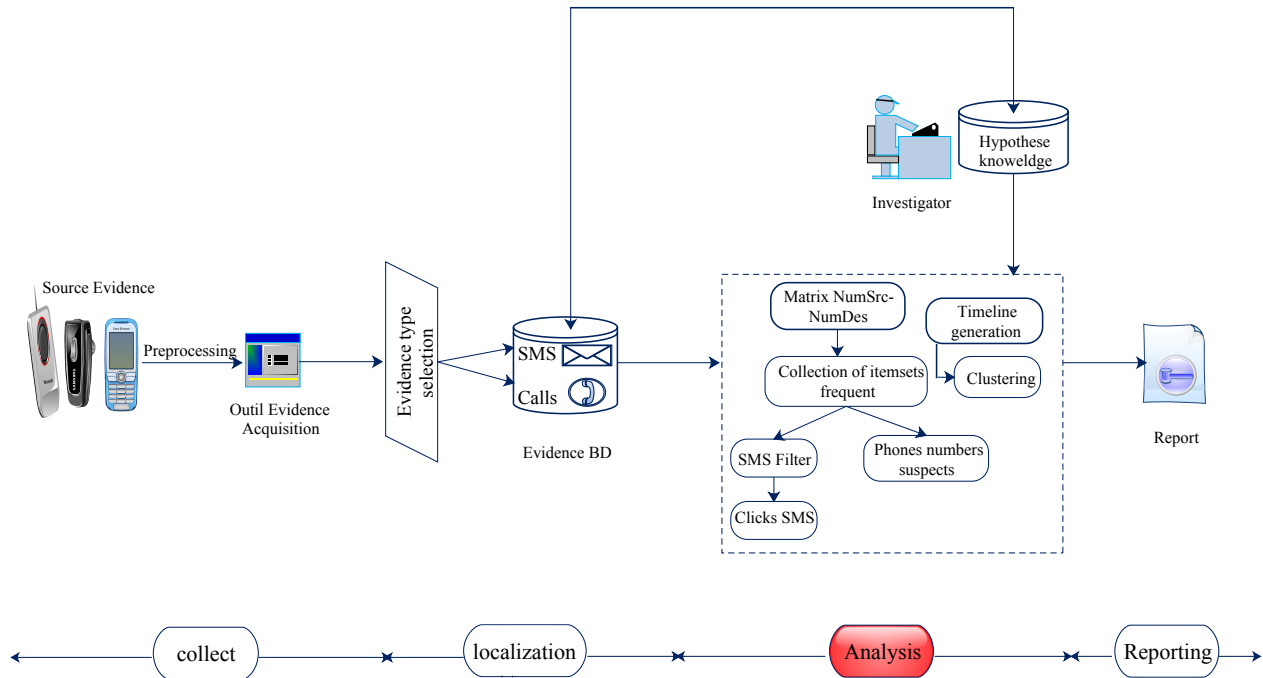 Hypothese
knoweldge
Investigator
Source Evidence
Preprocessing
Outil Evidence
Acquisition
Evidence type
selection
SMS
Calls
Evidence BD
Matrix NumSrc-
NumDes
Timeline
generation
Collection of itemsets
frequent
Clustering
SMS Filter
Phones numbers
suspects
Clicks SMS
Report
collect
localization
Analysis
Reporting